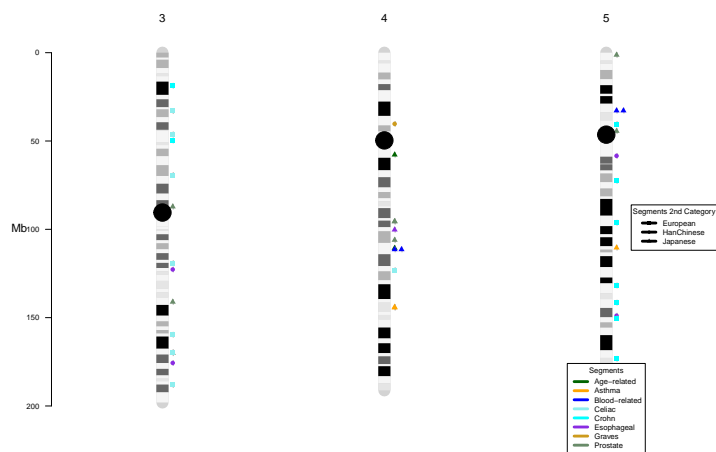 3
4
5
0
50
100
150
200
Mb
Segments 2nd Category
European
HanChinese
Japanese
Segments
Age−related
Asthma
Blood−related
Celiac
Crohn
Esophageal
Graves
Prostate